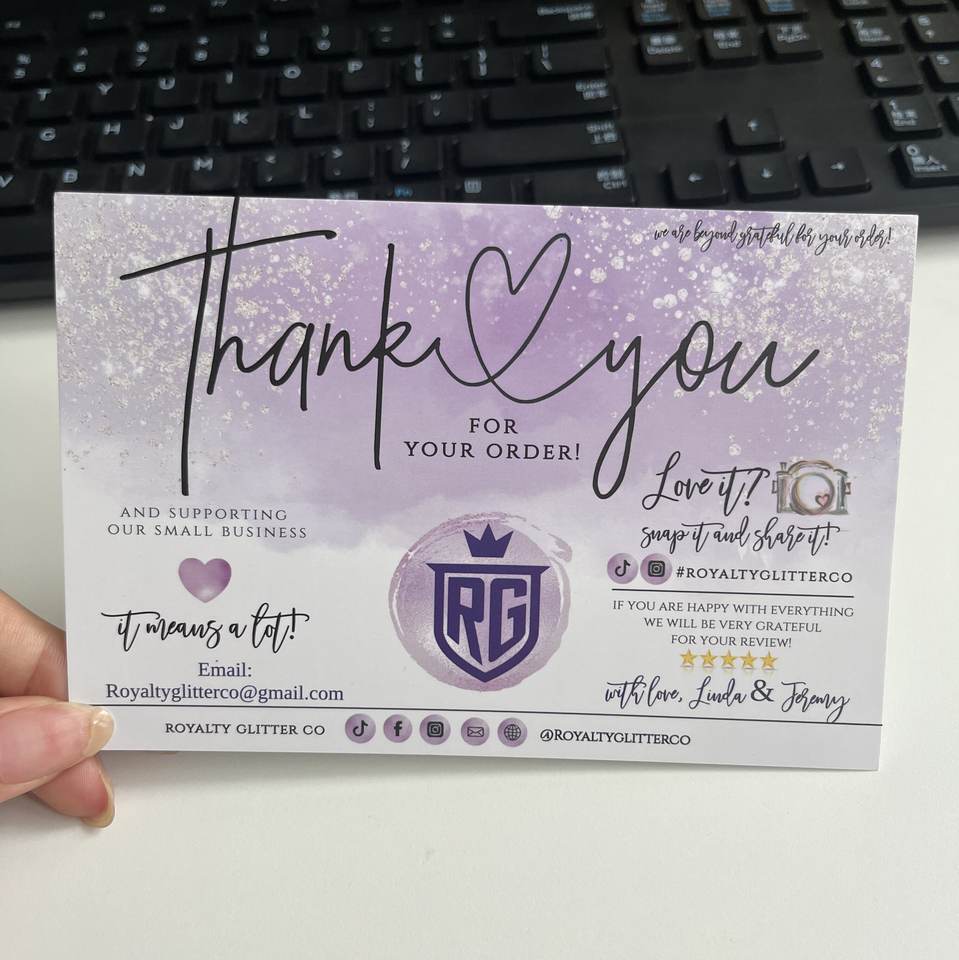 we are beyond grateful for your order!
Thank you
FOR
YOUR ORDER!
AND SUPPORTING
OUR SMALL BUSINESS
it means a lot!
Email:
Royaltyglitterco@gmail.com
RG
Love it?
snap it and share it!
#ROYALTYGLITTERCO
IF YOU ARE HAPPY WITH EVERYTHING
WE WILL BE VERY GRATEFUL
FOR YOUR REVIEW!
with love, Linda & Jeremy
ROYALTY GLITTER CO
@ROYALTYGLITTERCO